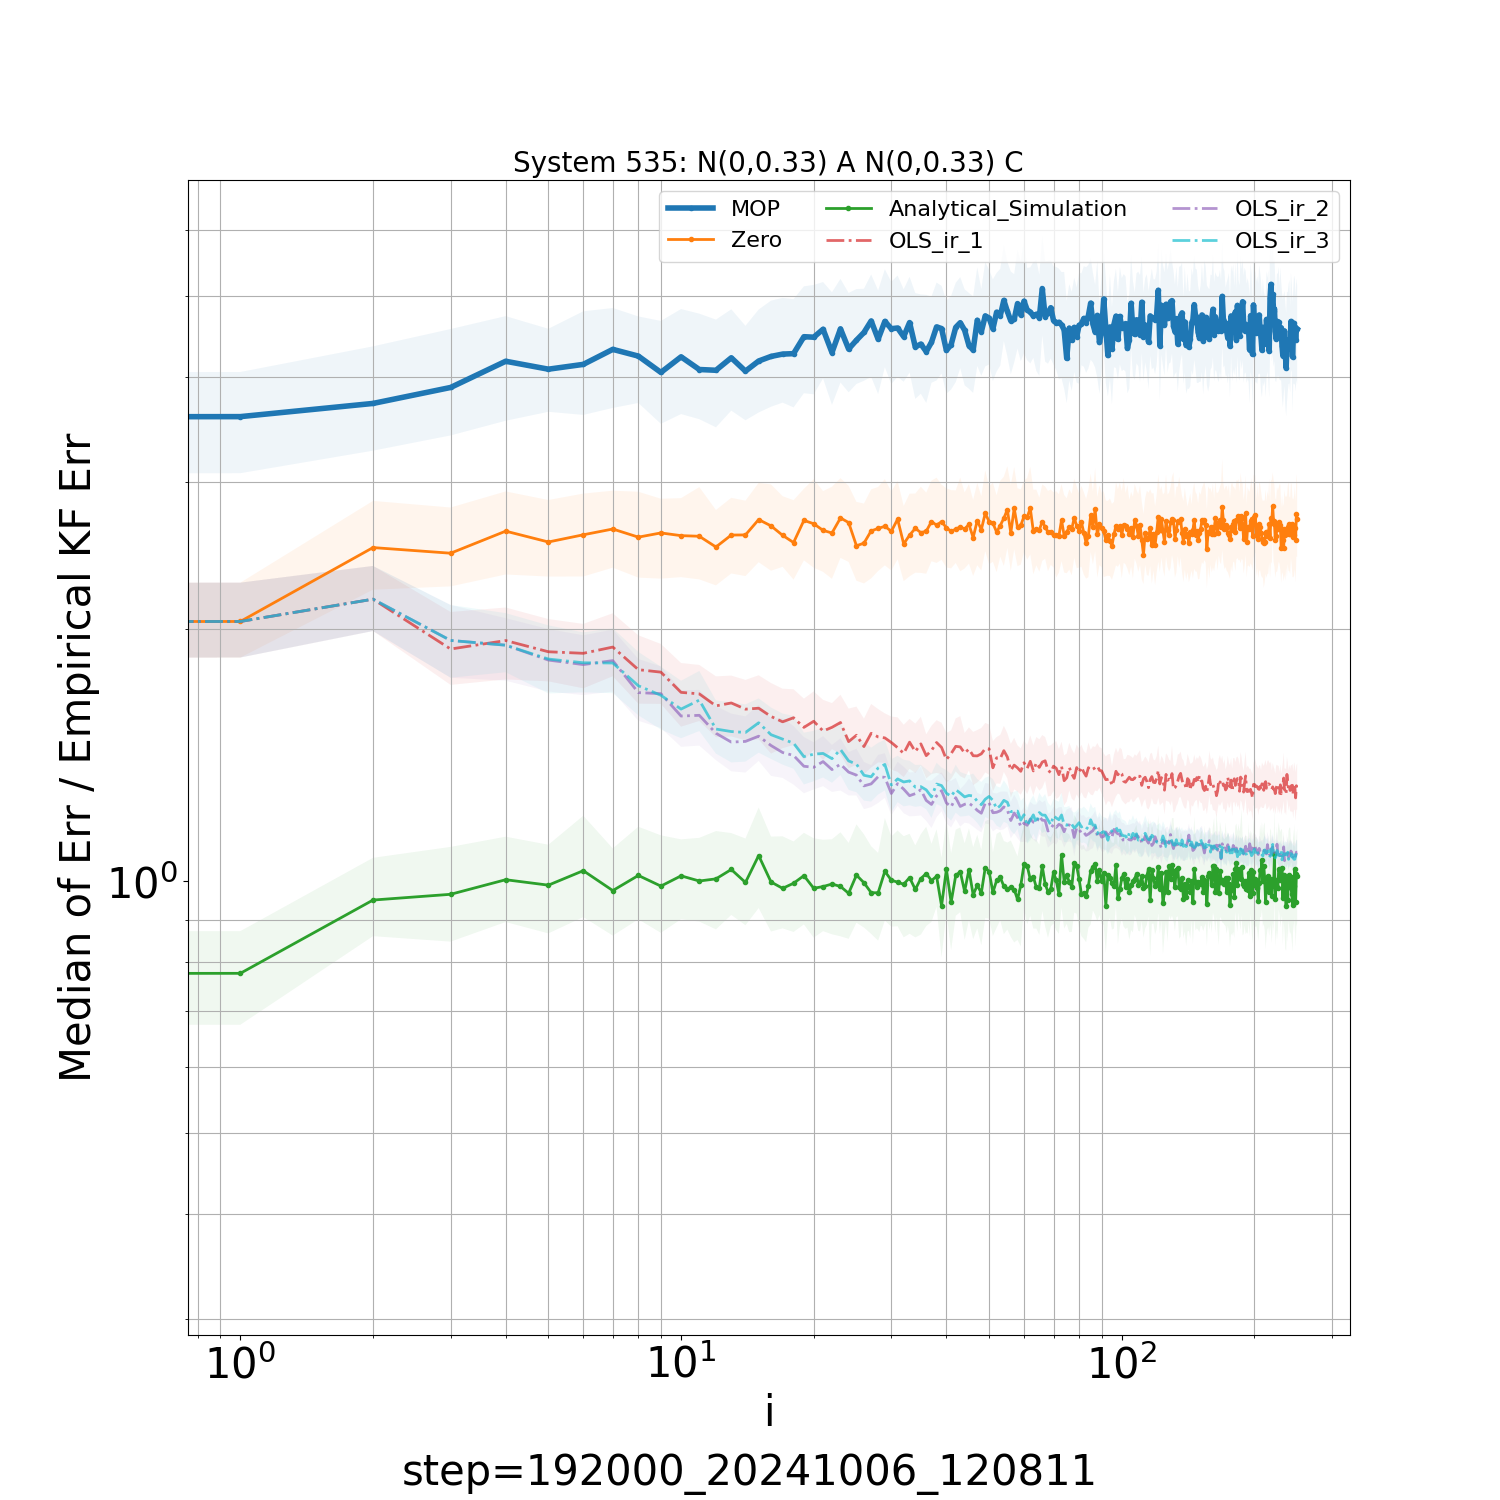 System 535: N(0,0.33) A N(0,0.33) C
MOP
Zero
Analytical_Simulation
OLS_ir_1
OLS_ir_2
OLS_ir_3
Median of Err / Empirical KF Err
10⁰
10⁰
10¹
10²
i
step=192000_20241006_120811